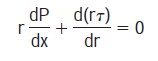 r dP/dx + d(rτ)/dr = 0